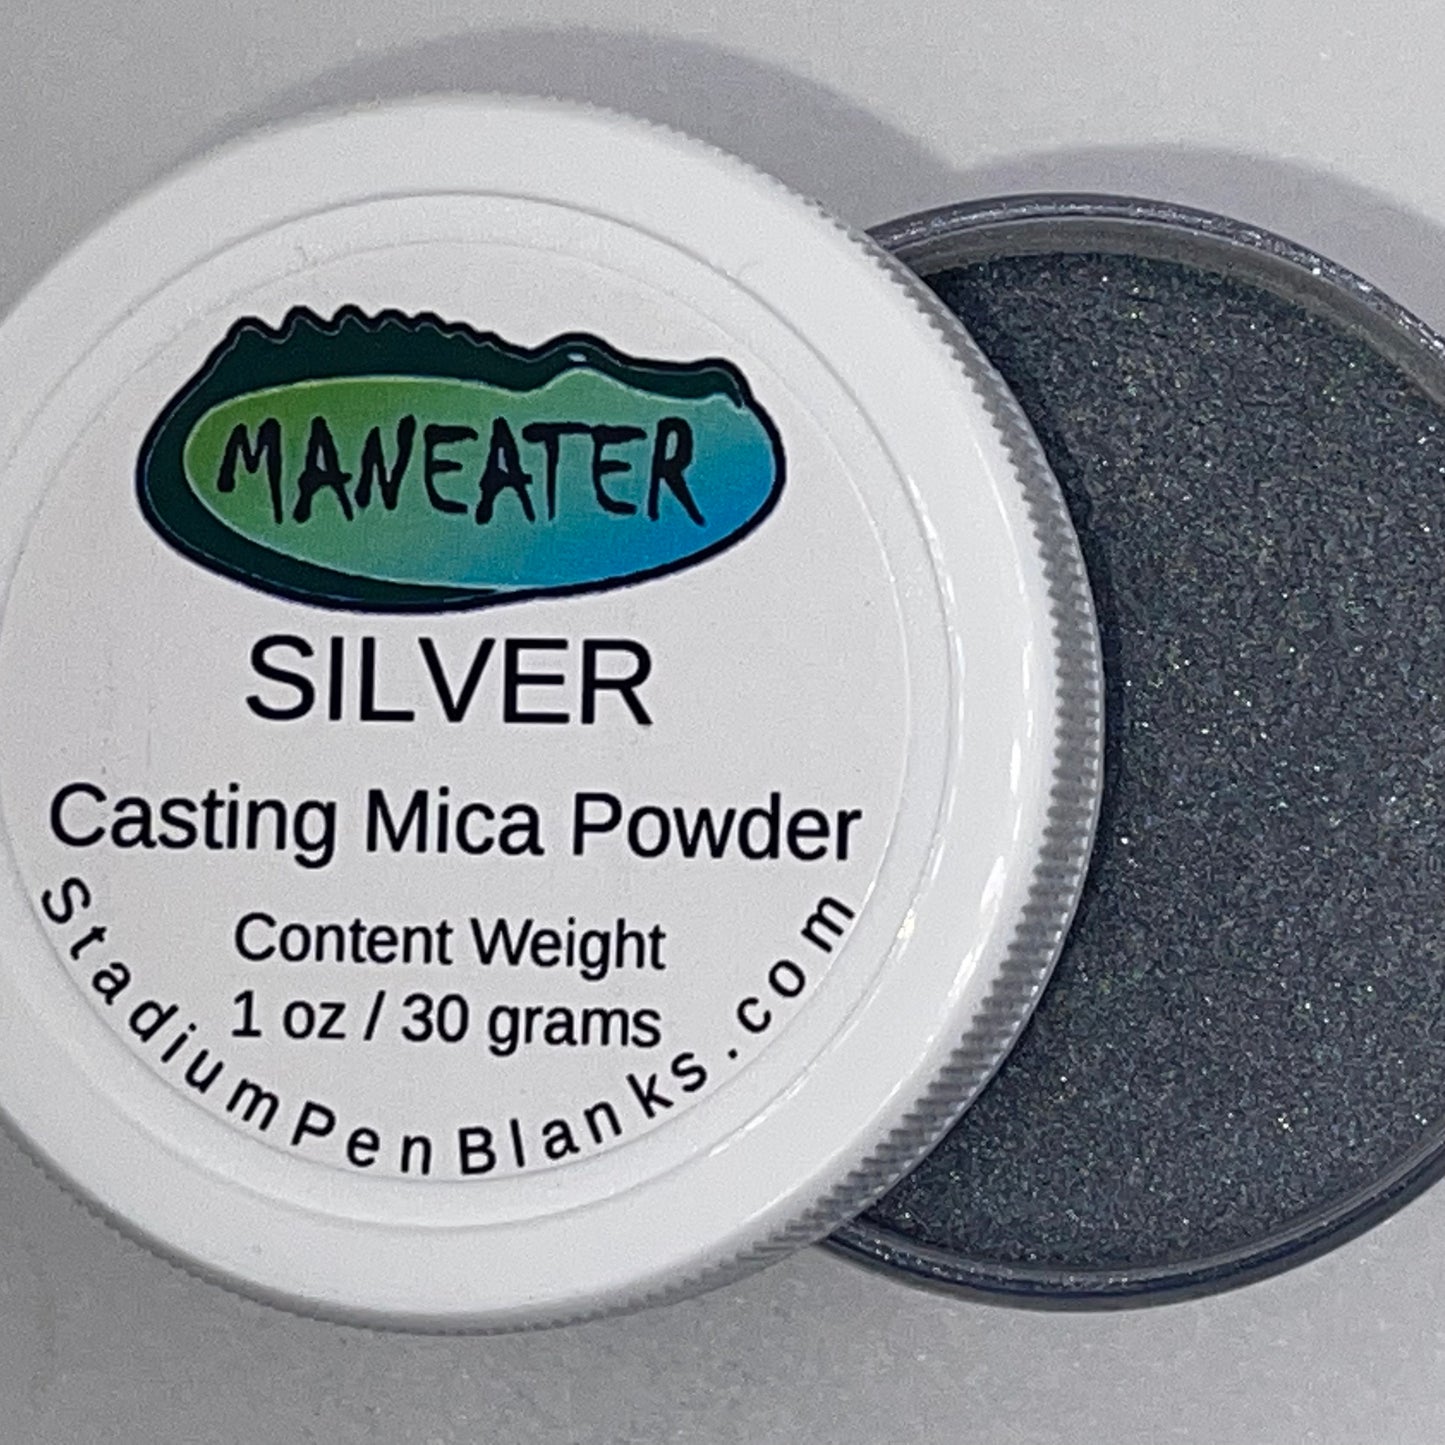 MANEATER
SILVER
Casting Mica Powder
Content Weight
1 oz / 30 grams
StadiumPenBlanks.com